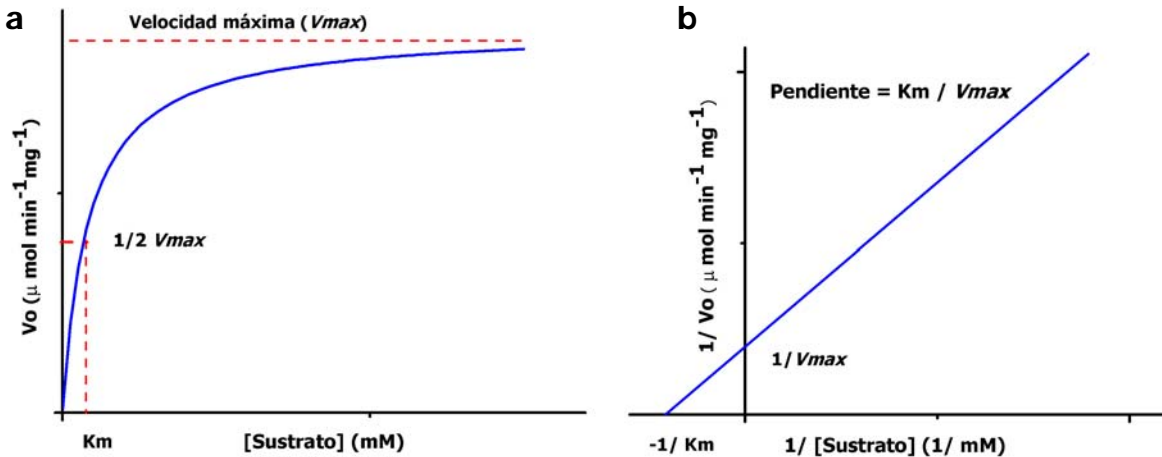 a
Velocidad máxima (Vmax)
Vo (μ mol min⁻¹mg⁻¹)
1/2 Vmax
Km
[Sustrato] (mM)
b
Pendiente = Km / Vmax
1/ Vo ( μ mol min⁻¹ mg⁻¹)
1/Vmax
-1/ Km
1/ [Sustrato] (1/ mM)